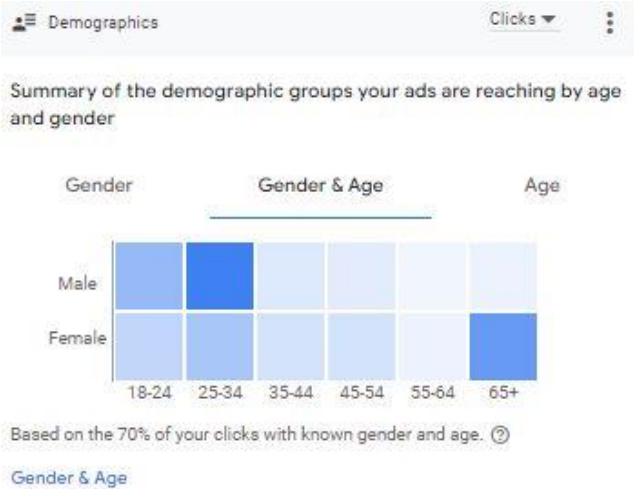 Demographics
Clicks
Summary of the demographic groups your ads are reaching by age
and gender
Gender
Gender & Age
Age
Male
Female
18-24 25-34 35-44 45-54 55-64 65+
Based on the 70% of your clicks with known gender and age.
Gender & Age